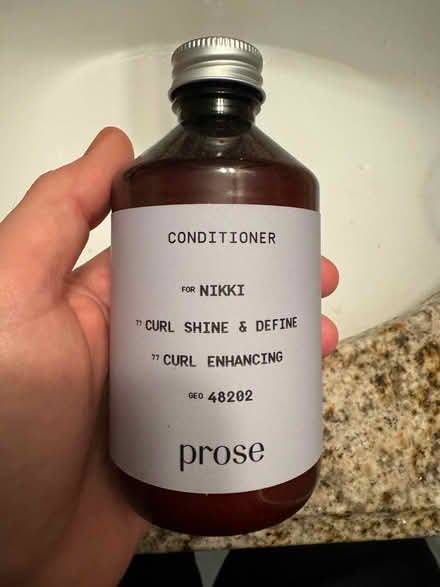 CONDITIONER
FOR NIKKI
” CURL SHINE & DEFINE
” CURL ENHANCING
GEO 48202
prose